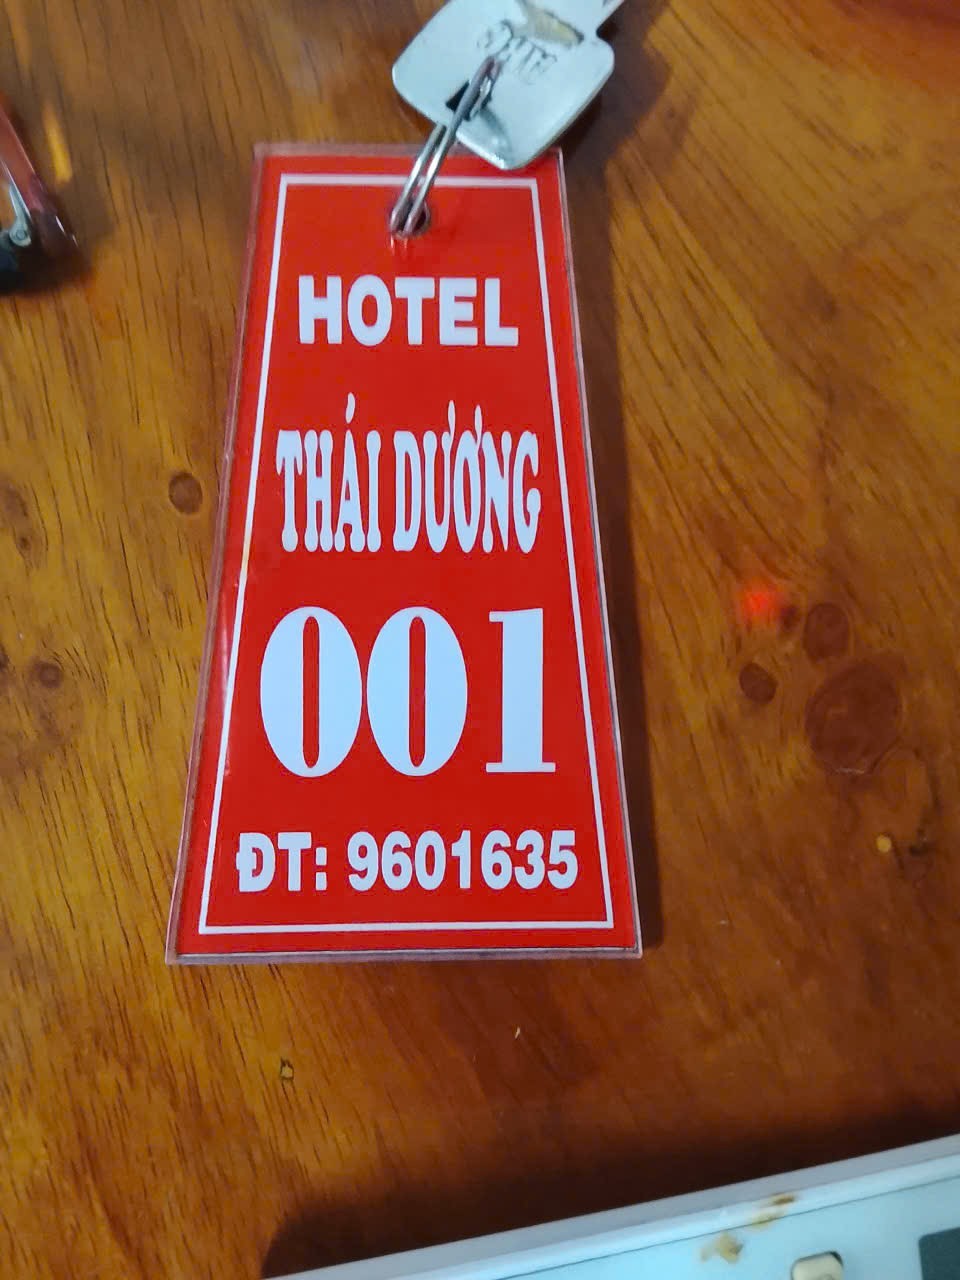 HOTEL
THÁI DƯƠNG
001
ĐT: 9601635